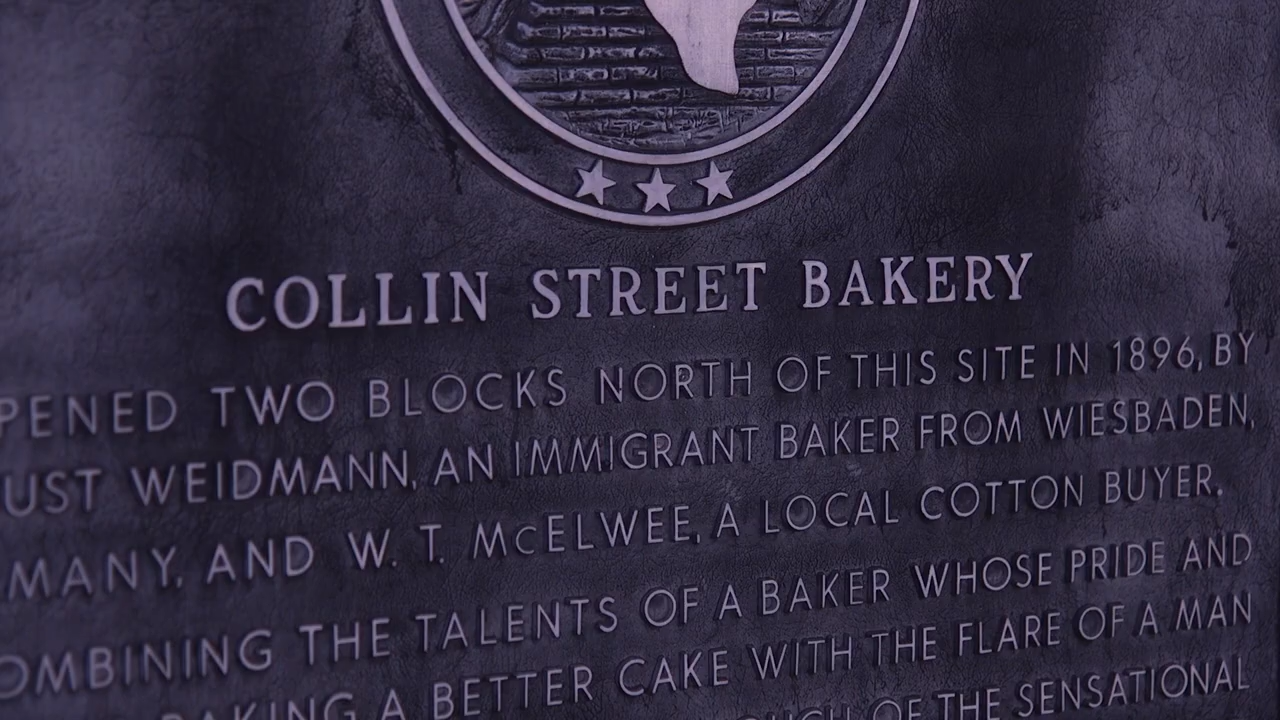 COLLIN STREET BAKERY
PENED TWO BLOCKS NORTH OF THIS SITE IN 1896, BY
UST WEIDMANN, AN IMMIGRANT BAKER FROM WIESBADEN,
MANY, AND W. T. McELWEE, A LOCAL COTTON BUYER.
OMBINING THE TALENTS OF A BAKER WHOSE PRIDE AND
BAKING A BETTER CAKE WITH THE FLARE OF A MAN
OF THE SENSATIONAL